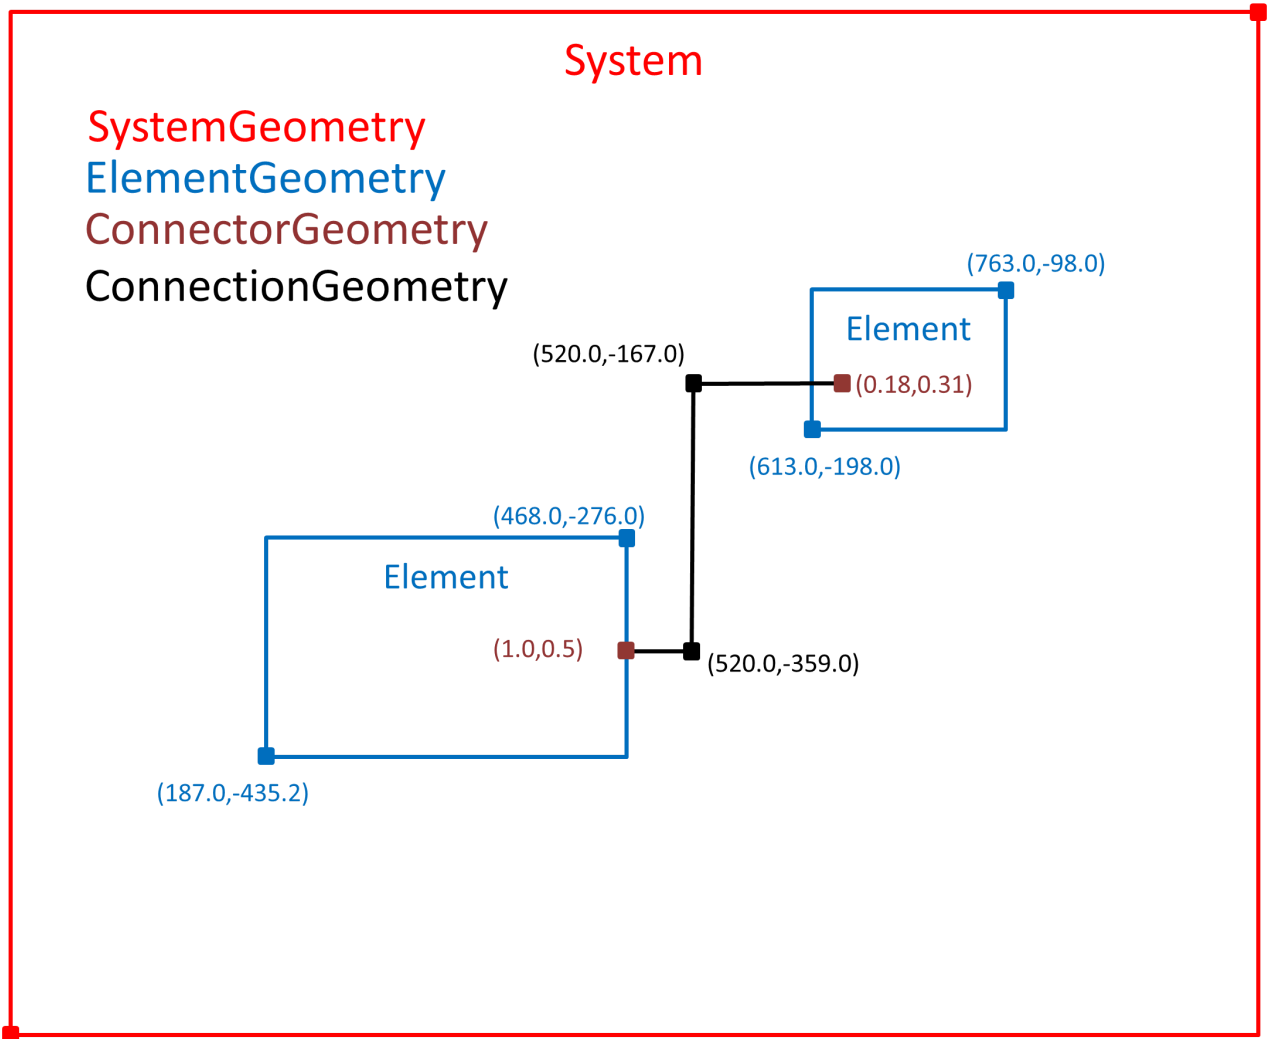 System
SystemGeometry
ElementGeometry
ConnectorGeometry
ConnectionGeometry
(763.0,-98.0)
Element
(520.0,-167.0)
(0.18,0.31)
(613.0,-198.0)
(468.0,-276.0)
Element
(1.0,0.5)
(520.0,-359.0)
(187.0,-435.2)